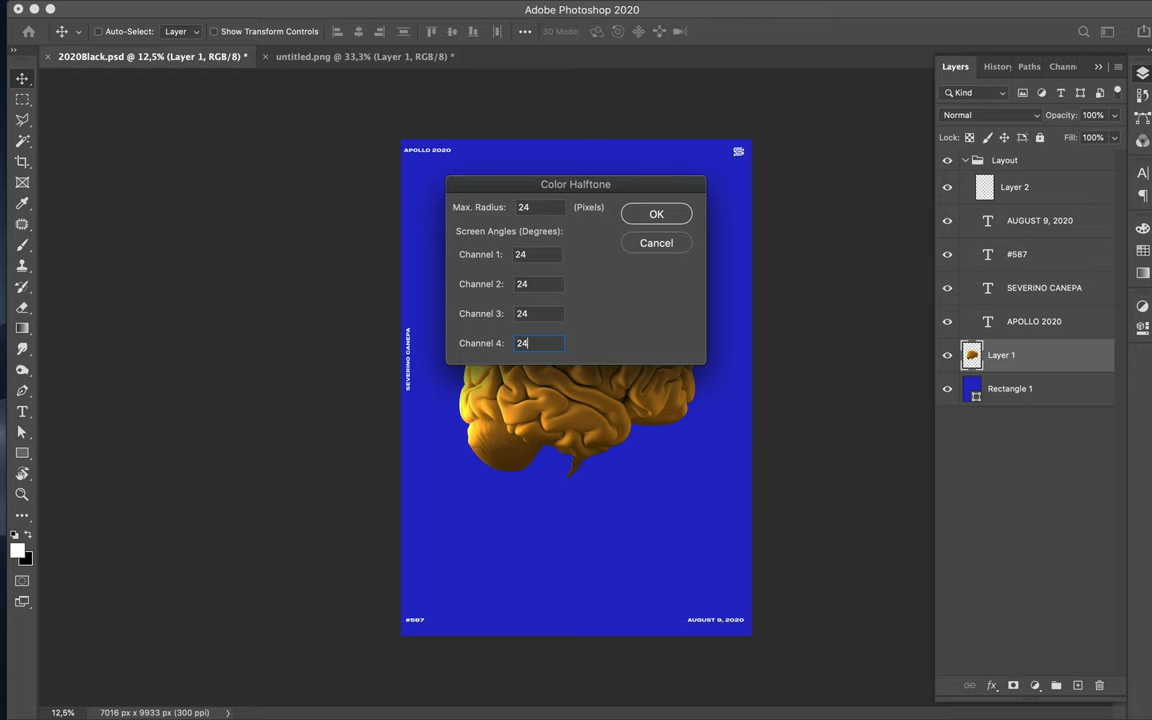 Adobe Photoshop 2020
Auto-Select: Layer Show Transform Controls 3D Mode:
2020Black.psd @ 12,5% (Layer 1, RGB/8) * untitled.png @ 33,3% (Layer 1, RGB/8) *
Layers History Paths Chann
Kind
Normal Opacity: 100%
Lock: Fill: 100%
Layout
Layer 2
AUGUST 9, 2020
#587
SEVERINO CANEPA
APOLLO 2020
Layer 1
Rectangle 1
APOLLO 2020
Color Halftone
Max. Radius: 24 (Pixels) OK
Screen Angles (Degrees): Cancel
Channel 1: 24
Channel 2: 24
Channel 3: 24
Channel 4: 24
SEVERINO CANEPA
#587 AUGUST 9, 2020
12,5% 7016 px x 9933 px (300 ppi)